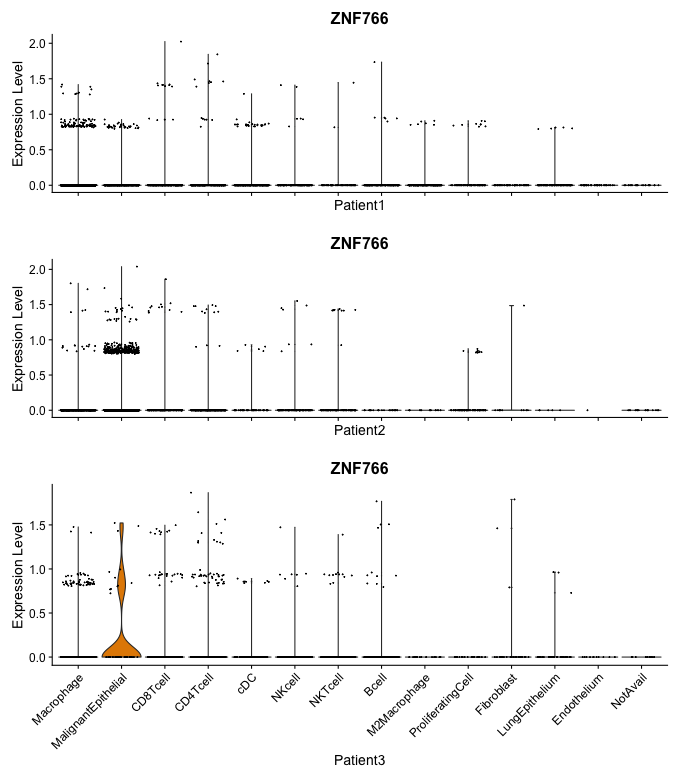 ZNF766
Expression Level
2.0
1.5
1.0
0.5
0.0
Patient1
ZNF766
Expression Level
2.0
1.5
1.0
0.5
0.0
Patient2
ZNF766
Expression Level
1.5
1.0
0.5
0.0
Macrophage
MalignantEpithelial
CD8Tcell
CD4Tcell
cDC
NKcell
NKTcell
Bcell
M2Macrophage
ProliferatingCell
Fibroblast
LungEpithelium
Endothelium
NotAvail
Patient3